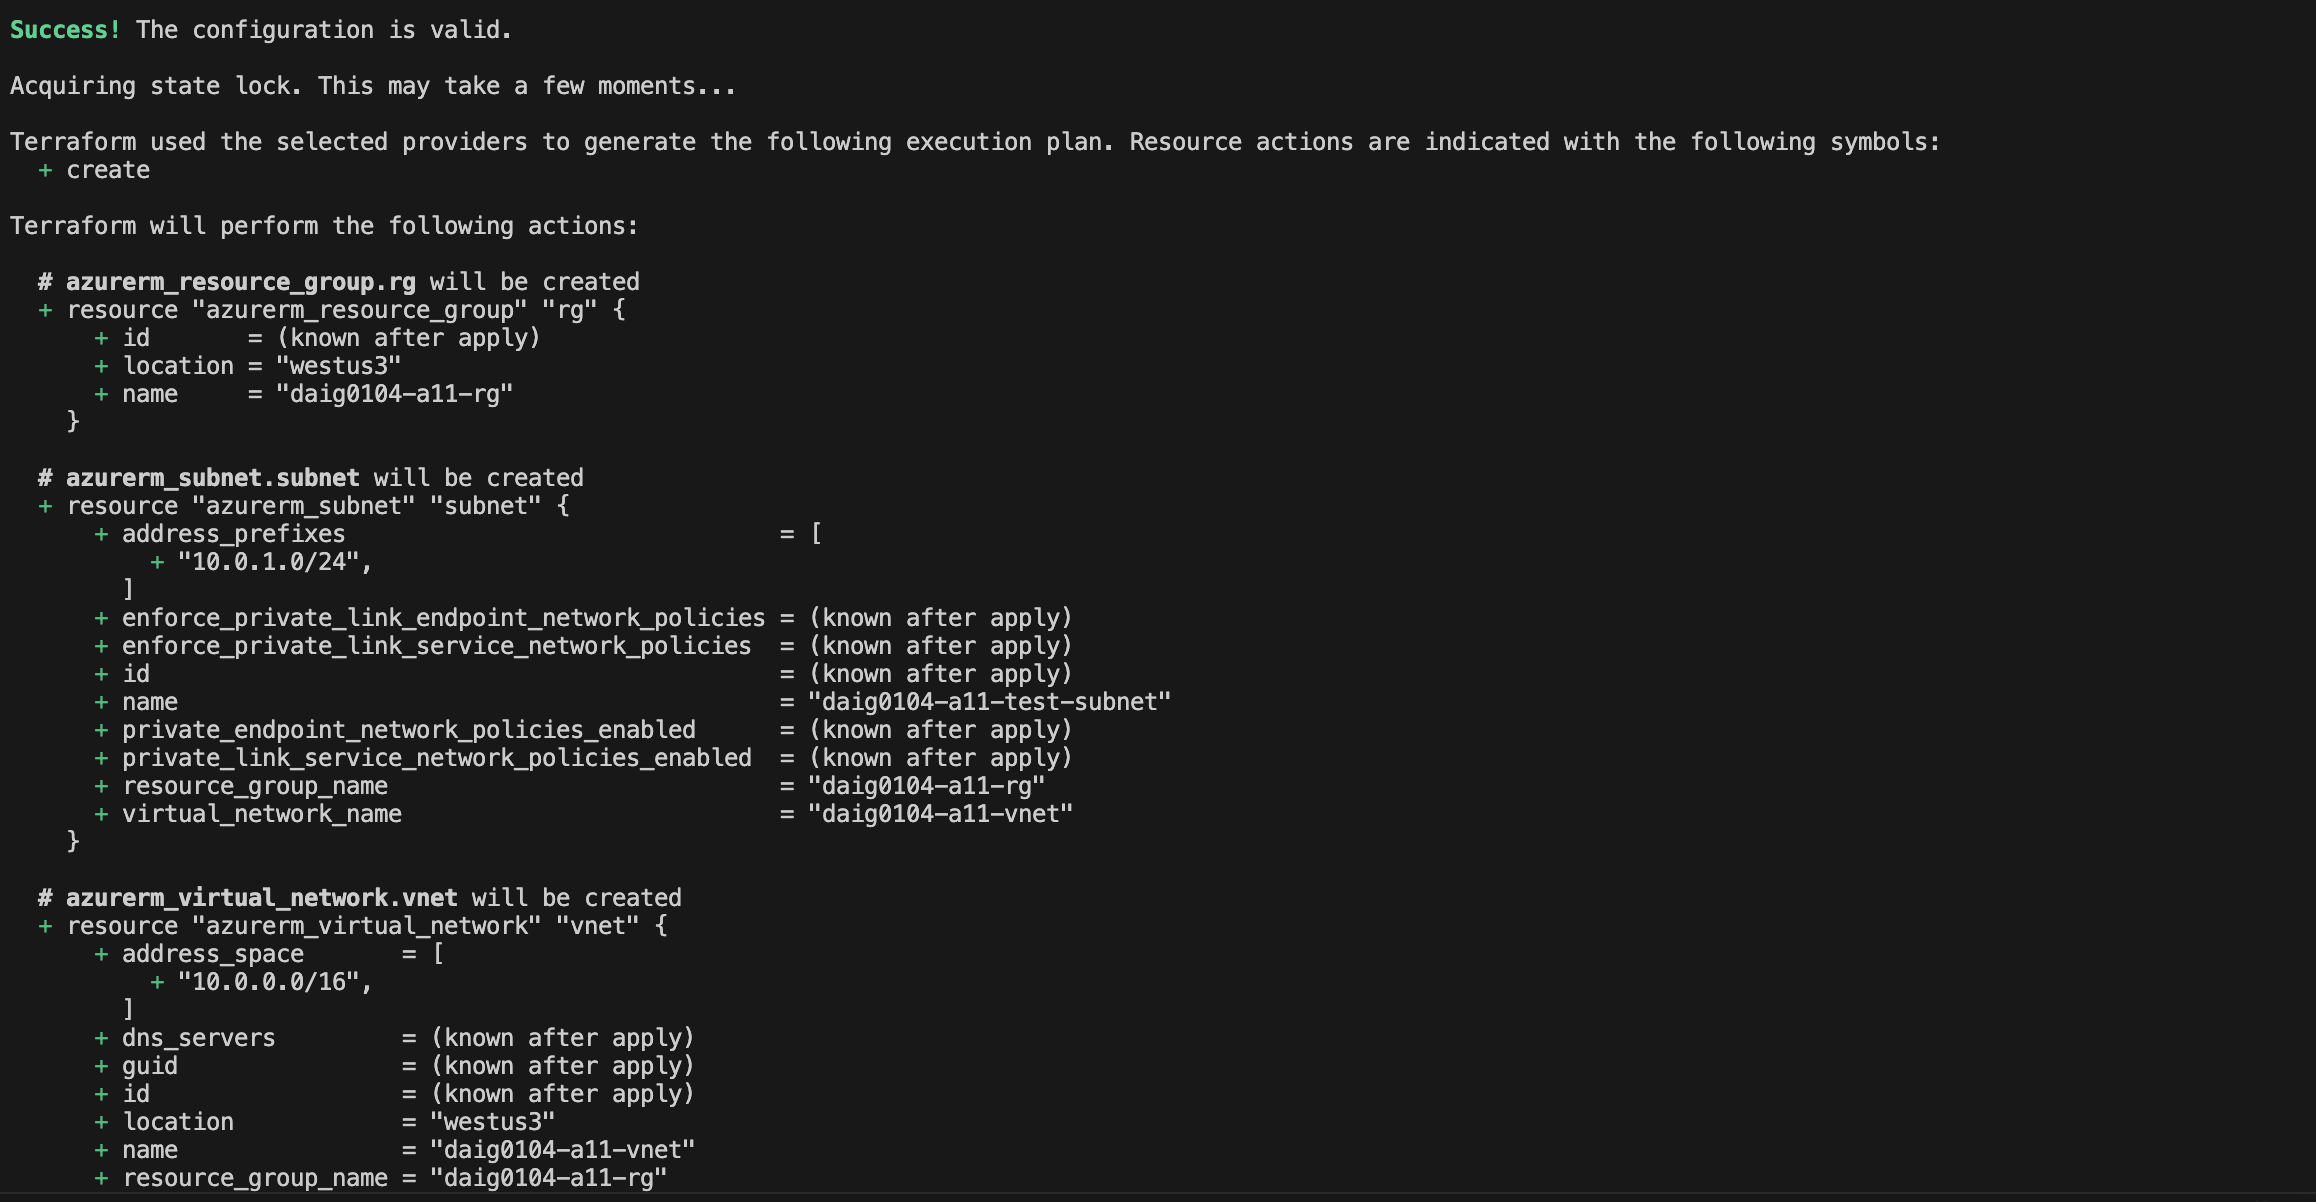 Success! The configuration is valid.
Acquiring state lock. This may take a few moments...
Terraform used the selected providers to generate the following execution plan. Resource actions are indicated with the following symbols:
  + create
Terraform will perform the following actions:
  # azurerm_resource_group.rg will be created
  + resource "azurerm_resource_group" "rg" {
      + id       = (known after apply)
      + location = "westus3"
      + name     = "daig0104-a11-rg"
    }
  # azurerm_subnet.subnet will be created
  + resource "azurerm_subnet" "subnet" {
      + address_prefixes                               = [
          + "10.0.1.0/24",
        ]
      + enforce_private_link_endpoint_network_policies = (known after apply)
      + enforce_private_link_service_network_policies  = (known after apply)
      + id                                             = (known after apply)
      + name                                           = "daig0104-a11-test-subnet"
      + private_endpoint_network_policies_enabled      = (known after apply)
      + private_link_service_network_policies_enabled  = (known after apply)
      + resource_group_name                            = "daig0104-a11-rg"
      + virtual_network_name                           = "daig0104-a11-vnet"
    }
  # azurerm_virtual_network.vnet will be created
  + resource "azurerm_virtual_network" "vnet" {
      + address_space       = [
          + "10.0.0.0/16",
        ]
      + dns_servers         = (known after apply)
      + guid                = (known after apply)
      + id                  = (known after apply)
      + location            = "westus3"
      + name                = "daig0104-a11-vnet"
      + resource_group_name = "daig0104-a11-rg"